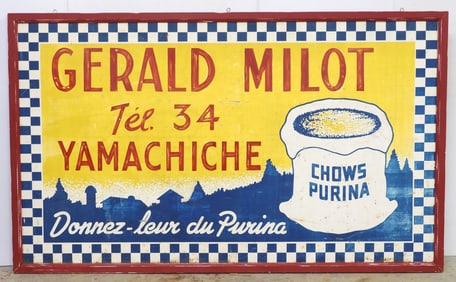 GERALD MILOT
Tél. 34
YAMACHICHE
CHOWS
PURINA
Donnez-leur du Purina